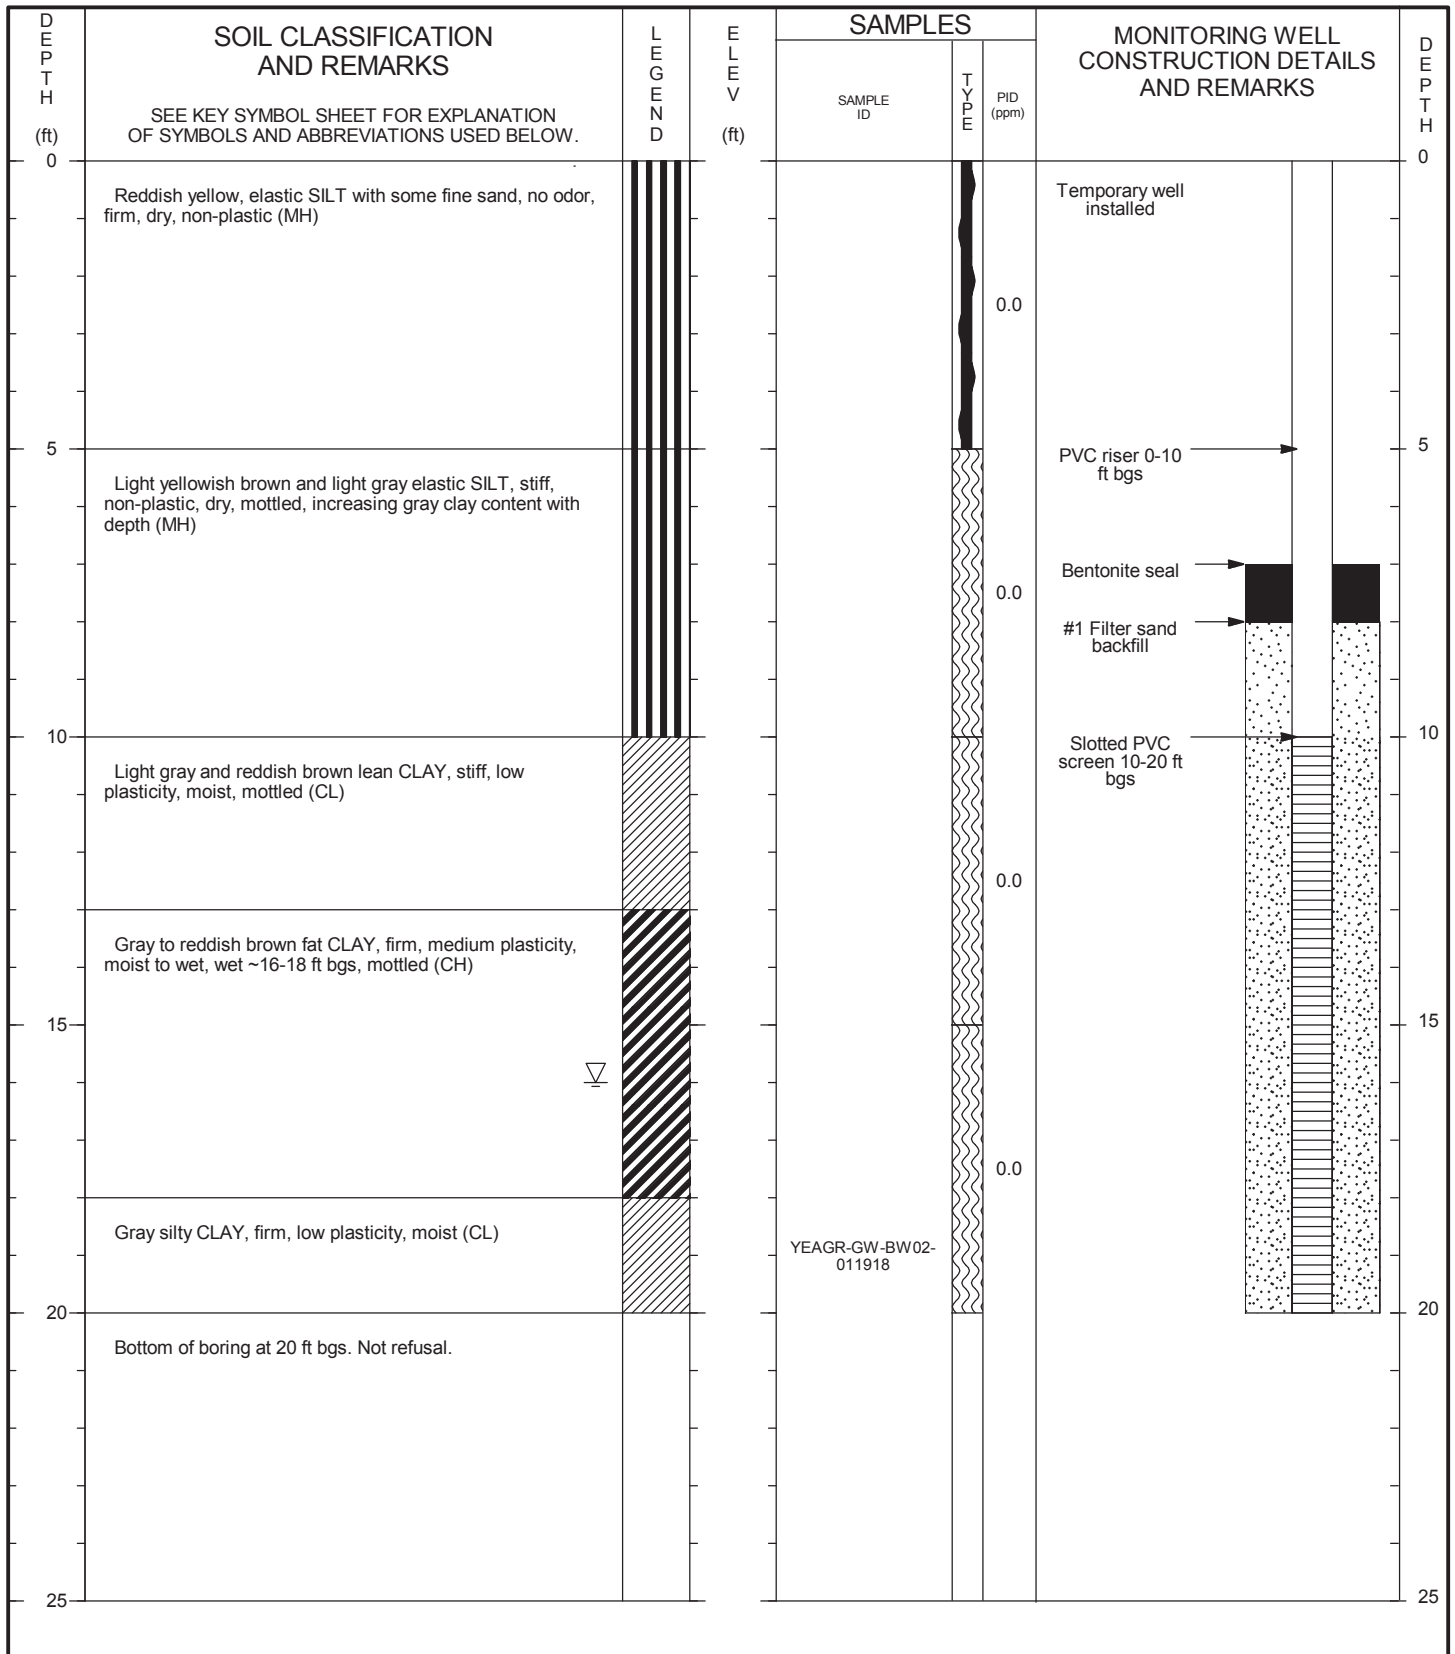 DEPTH
(ft)
SOIL CLASSIFICATION
AND REMARKS
SEE KEY SYMBOL SHEET FOR EXPLANATION
OF SYMBOLS AND ABBREVIATIONS USED BELOW.
LEGEND
ELEV
(ft)
SAMPLES
SAMPLE
ID
TYPE
PID
(ppm)
MONITORING WELL
CONSTRUCTION DETAILS
AND REMARKS
DEPTH
0
0
Reddish yellow, elastic SILT with some fine sand, no odor,
firm, dry, non-plastic (MH)
Temporary well
installed
0.0
5
PVC riser 0-10
ft bgs
5
Light yellowish brown and light gray elastic SILT, stiff,
non-plastic, dry, mottled, increasing gray clay content with
depth (MH)
Bentonite seal
0.0
#1 Filter sand
backfill
10
Slotted PVC
screen 10-20 ft
bgs
10
Light gray and reddish brown lean CLAY, stiff, low
plasticity, moist, mottled (CL)
0.0
Gray to reddish brown fat CLAY, firm, medium plasticity,
moist to wet, wet ~16-18 ft bgs, mottled (CH)
15
15
0.0
Gray silty CLAY, firm, low plasticity, moist (CL)
YEAGR-GW-BW02-
011918
20
20
Bottom of boring at 20 ft bgs. Not refusal.
25
25